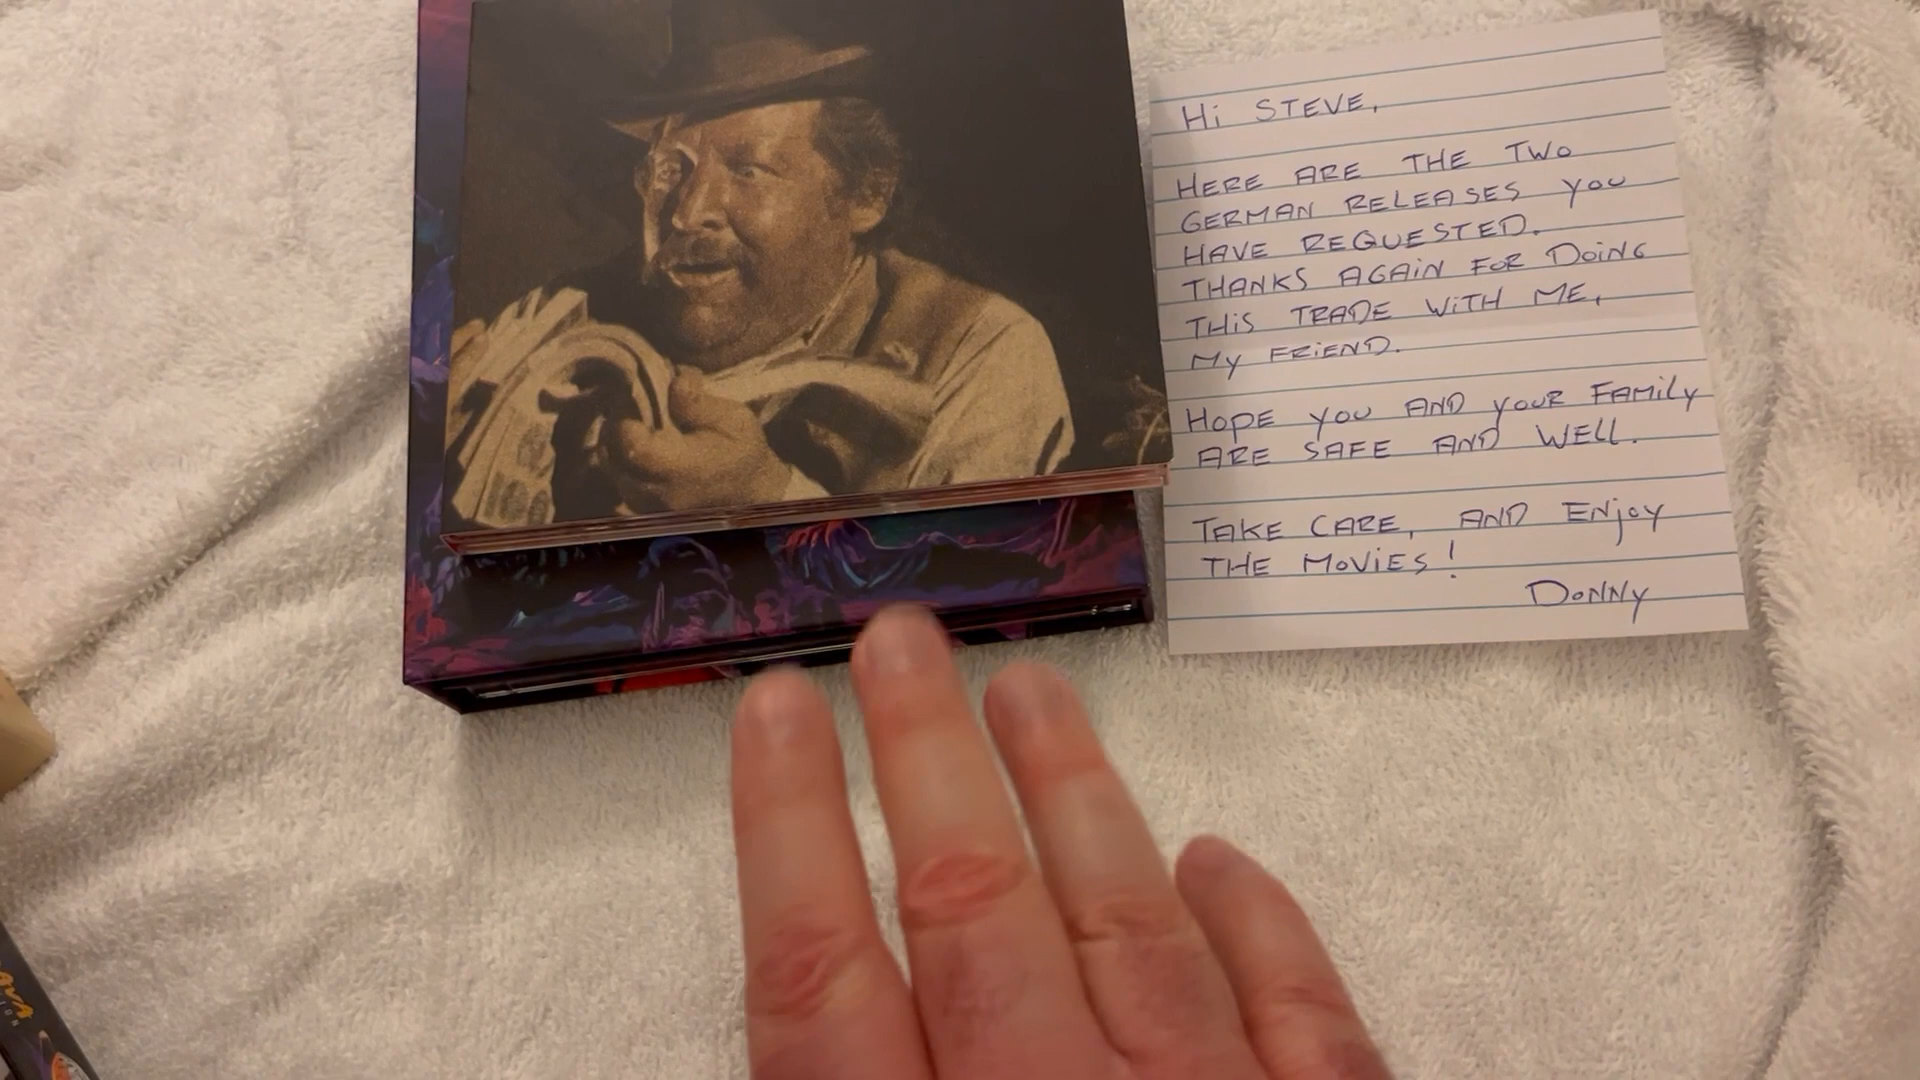 Hi STEVE,
HERE ARE THE TWO
GERMAN RELEASES YOU
HAVE REQUESTED.
THANKS AGAiN FOR DOiNG
THiS TRADE WiTH ME,
MY FRiEND.
HOPE YOU AND YOUR FAMiLY
ARE SAFE AND WELL.
TAKE CARE, AND ENjOY
THE MOViES!
DONNY